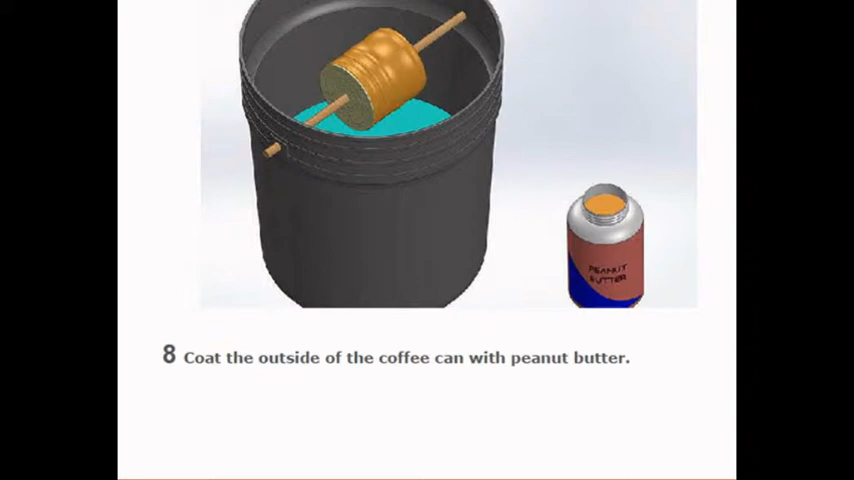 PEANUT
BUTTER
8 Coat the outside of the coffee can with peanut butter.